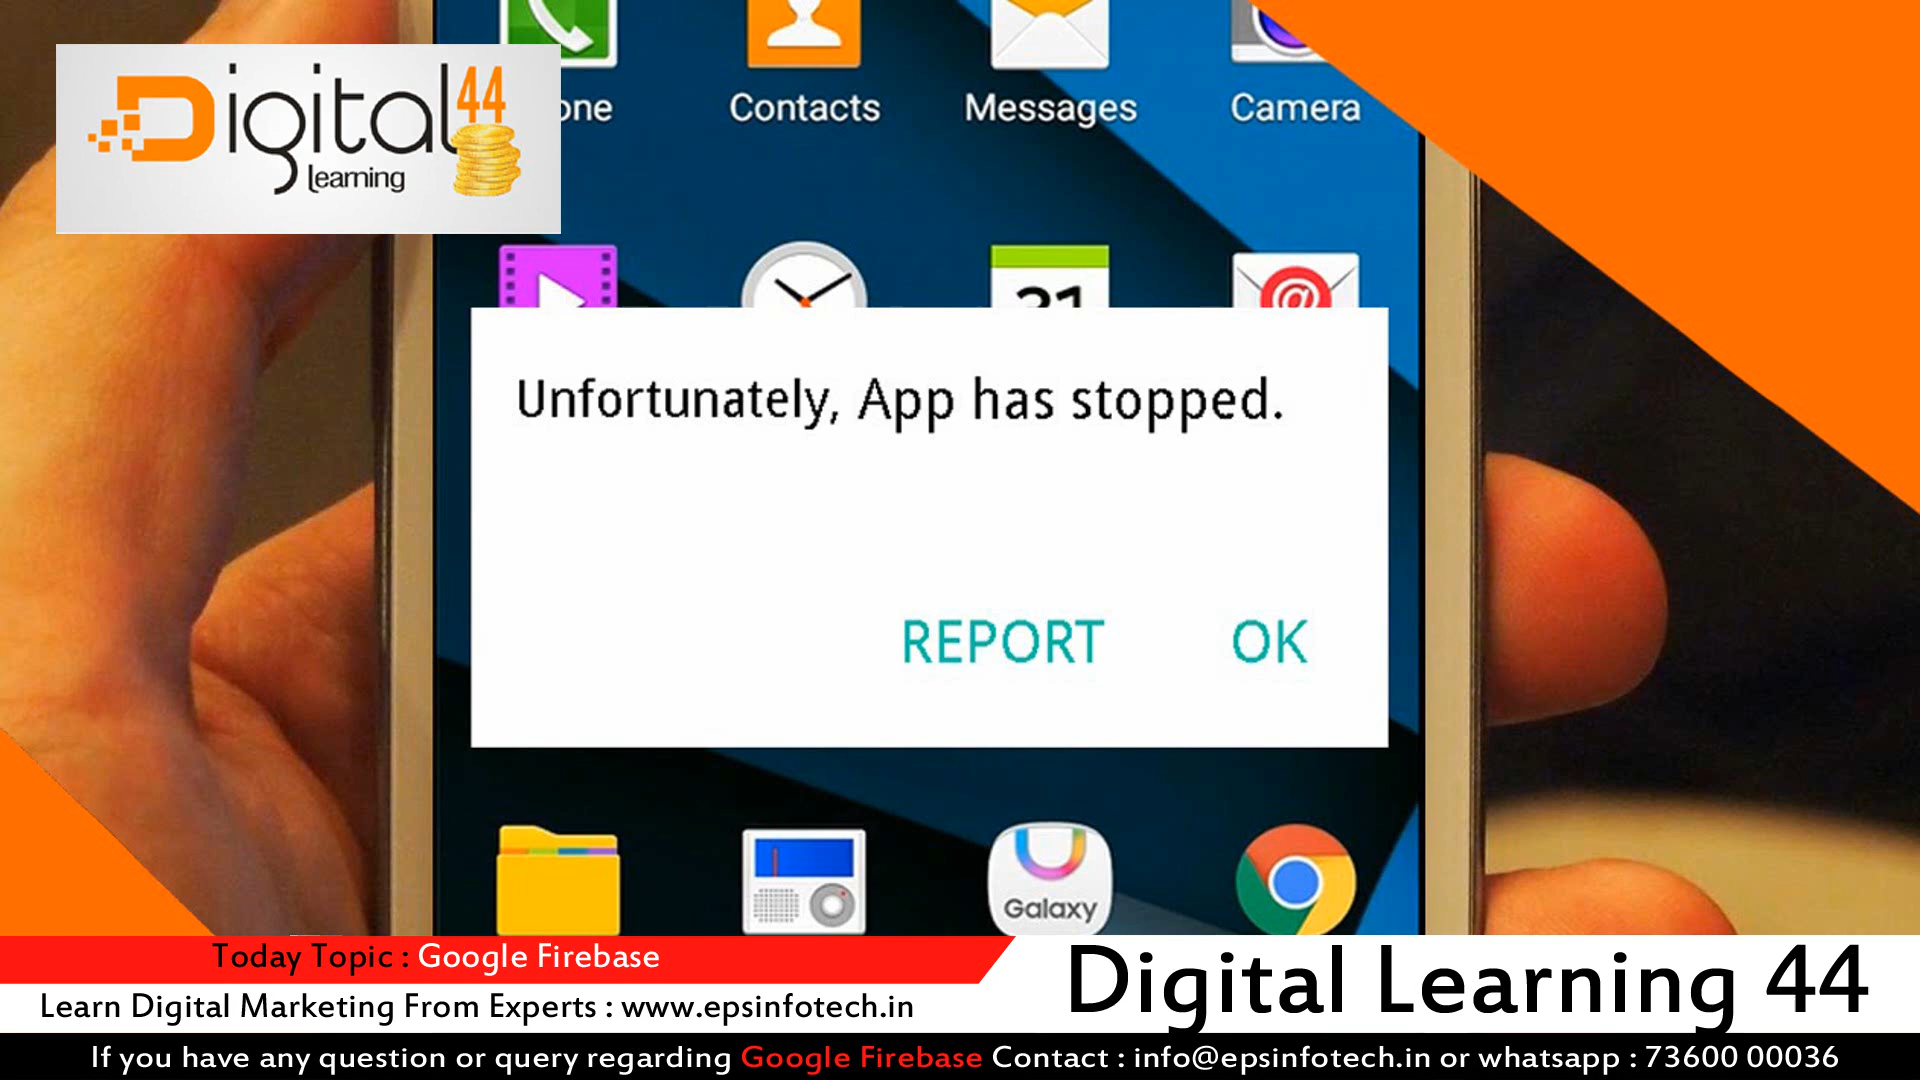 Digital 44
Learning
one
Contacts
Messages
Camera
31
@
Unfortunately, App has stopped.
REPORT
OK
Galaxy
Today Topic : Google Firebase
Learn Digital Marketing From Experts : www.epsinfotech.in
Digital Learning 44
If you have any question or query regarding Google Firebase Contact : info@epsinfotech.in or whatsapp : 73600 00036